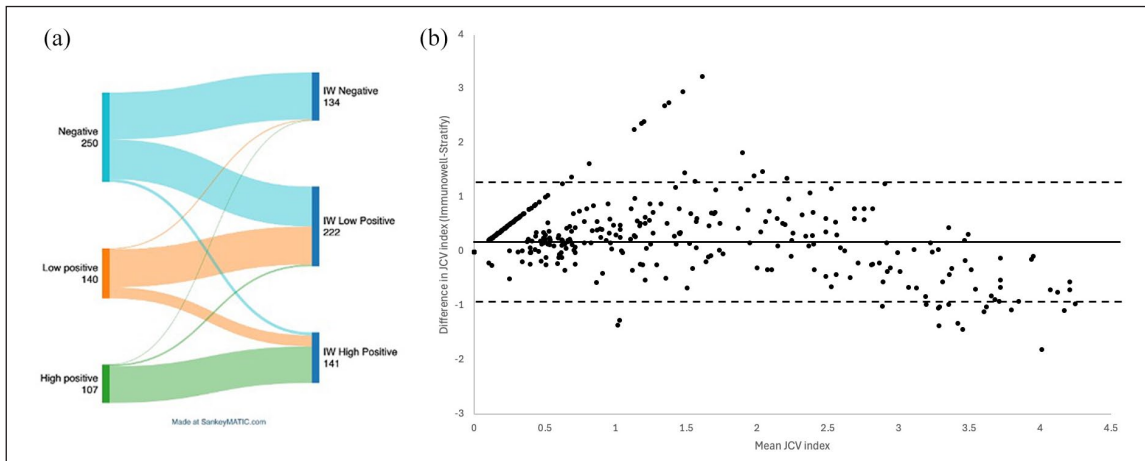 (a)
Negative
250
Low positive
140
High positive
107
IW Negative
134
IW Low Positive
222
IW High Positive
141
Made at SankeyMATIC.com
(b)
Difference in JCV index (Immunowell-Stratify)
4
3
2
1
0
-1
-2
-3
0
0.5
1
1.5
2
2.5
3
3.5
4
4.5
Mean JCV index